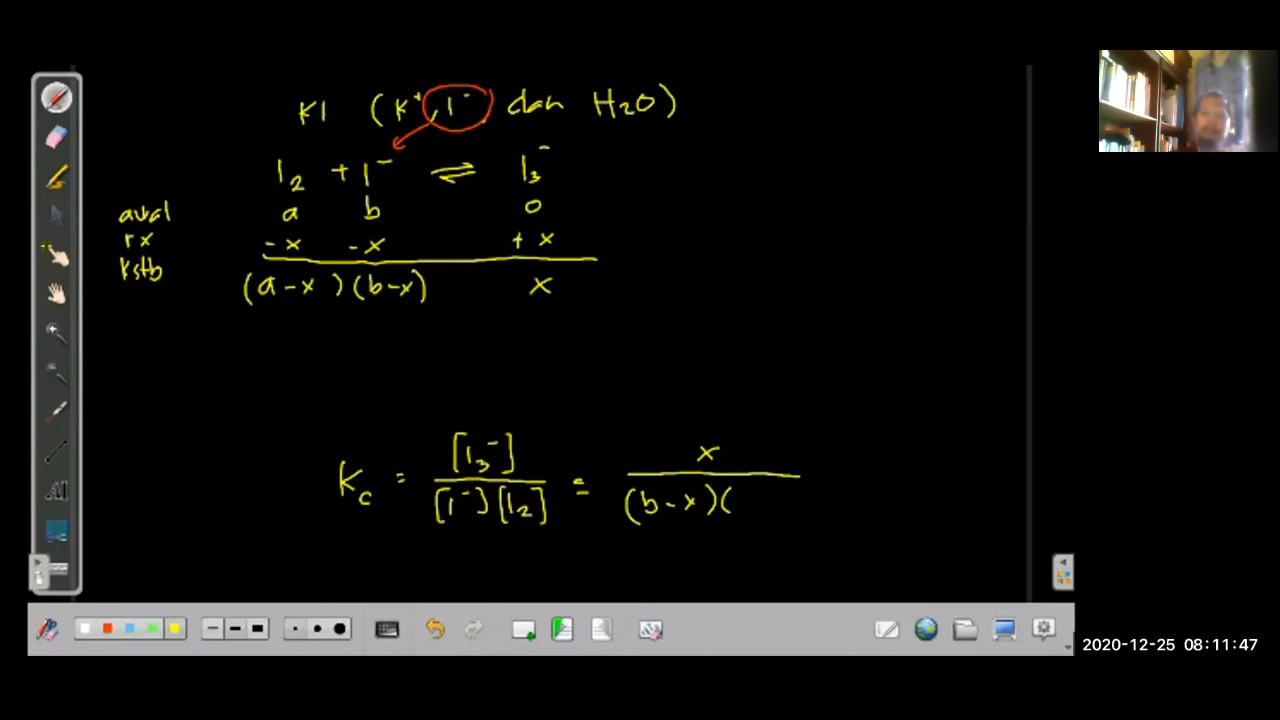 KI (K⁺, I⁻ dan H₂O)
I₂ + I⁻ ⇌ I₃⁻
awal a b 0
rx -x -x +x
kstb (a-x) (b-x) x
Kc = [I₃⁻] / [I⁻][I₂] = x / (b-x)(
2020-12-25 08:11:47